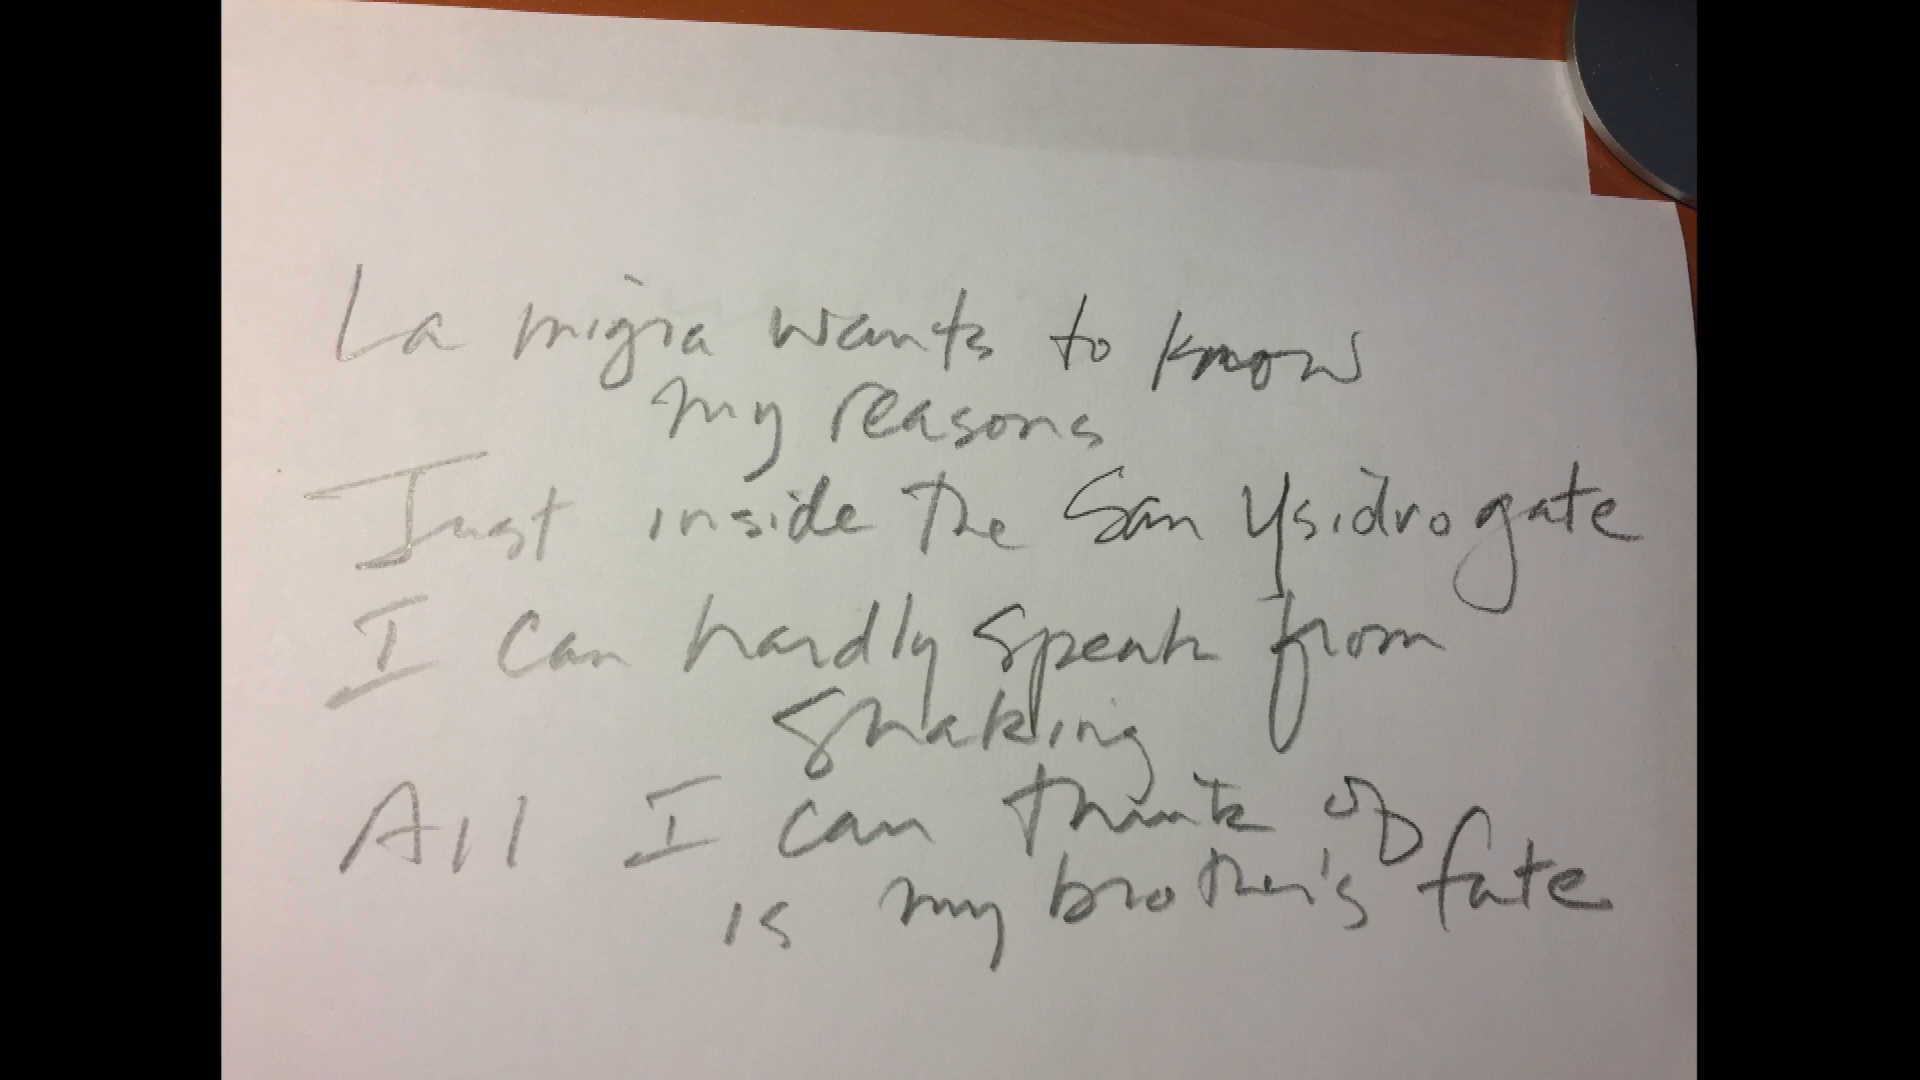 La migra wants to know
my reasons
Just inside the San Ysidro gate
I can hardly speak from
shaking
All I can think of
is my brother's fate